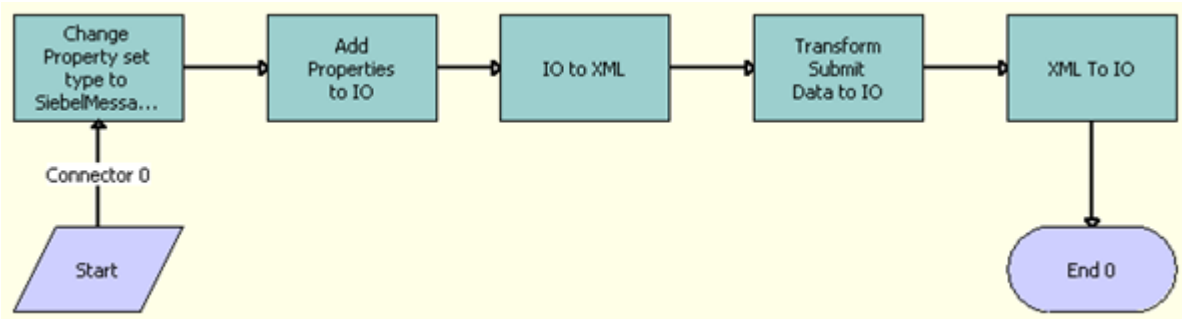 Change
Property set
type to
SiebelMessa...
Add
Properties
to IO
IO to XML
Transform
Submit
Data to IO
XML To IO
Connector 0
Start
End 0